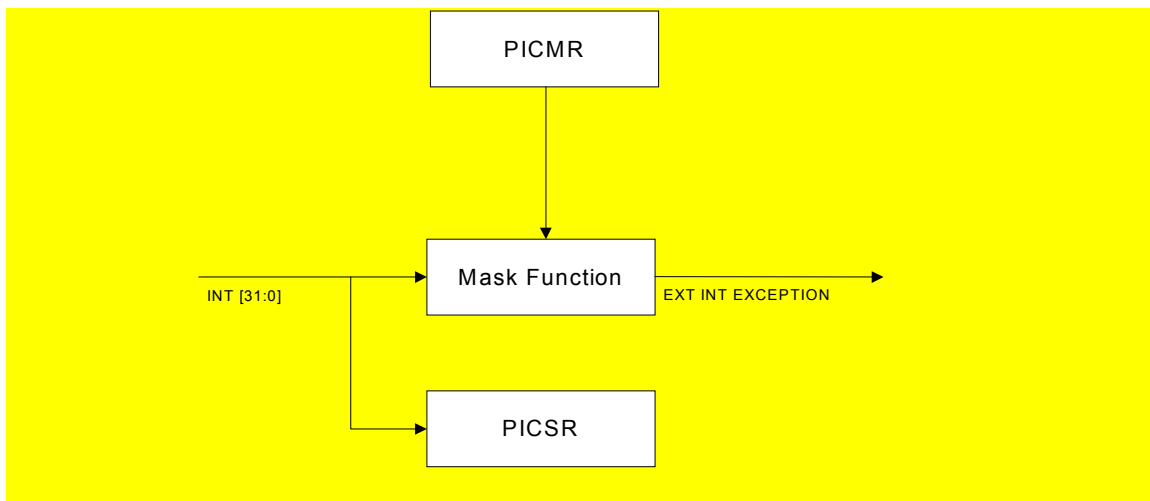 PICMR
Mask Function
INT [31:0]
EXT INT EXCEPTION
PICSR